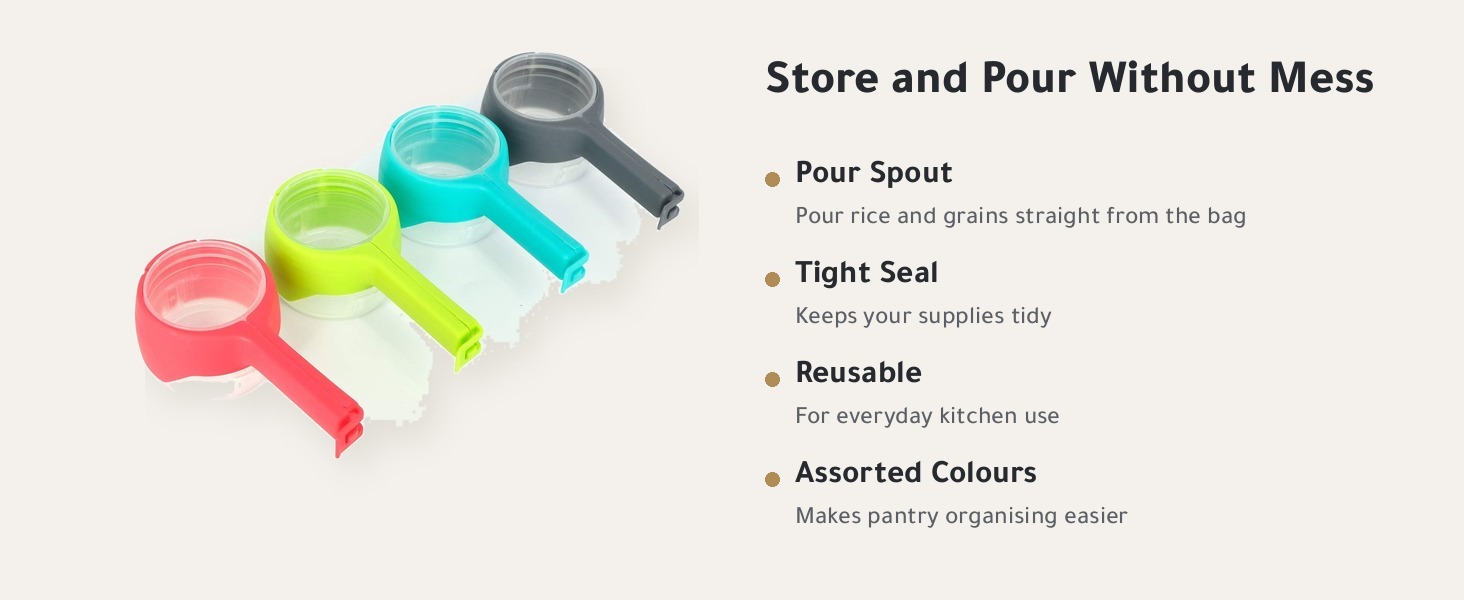 Store and Pour Without Mess
Pour Spout
Pour rice and grains straight from the bag
Tight Seal
Keeps your supplies tidy
Reusable
For everyday kitchen use
Assorted Colours
Makes pantry organising easier